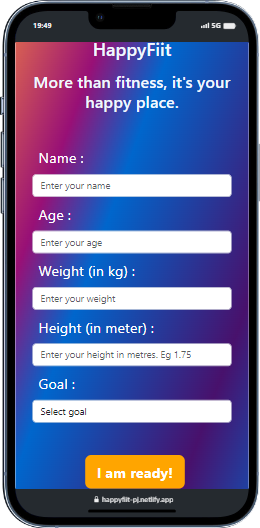 19:49
5G
HappyFiit
More than fitness, it's your
happy place.
Name :
Enter your name
Age :
Enter your age
Weight (in kg) :
Enter your weight
Height (in meter) :
Enter your height in metres. Eg 1.75
Goal :
Select goal
I am ready!
happyfiit-pj.netlify.app